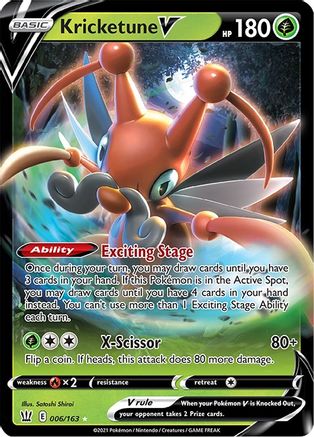 BASIC
Kricketune V
HP 180
Ability
Exciting Stage
Once during your turn, you may draw cards until you have
3 cards in your hand. If this Pokémon is in the Active Spot,
you may draw cards until you have 4 cards in your hand
instead. You can't use more than 1 Exciting Stage Ability
each turn.
X-Scissor 80+
Flip a coin. If heads, this attack does 80 more damage.
weakness ×2 resistance retreat
Illus. Satoshi Shirai
V rule
When your Pokémon V is Knocked Out,
your opponent takes 2 Prize cards.
E 006/163
©2021 Pokémon / Nintendo / Creatures / GAME FREAK